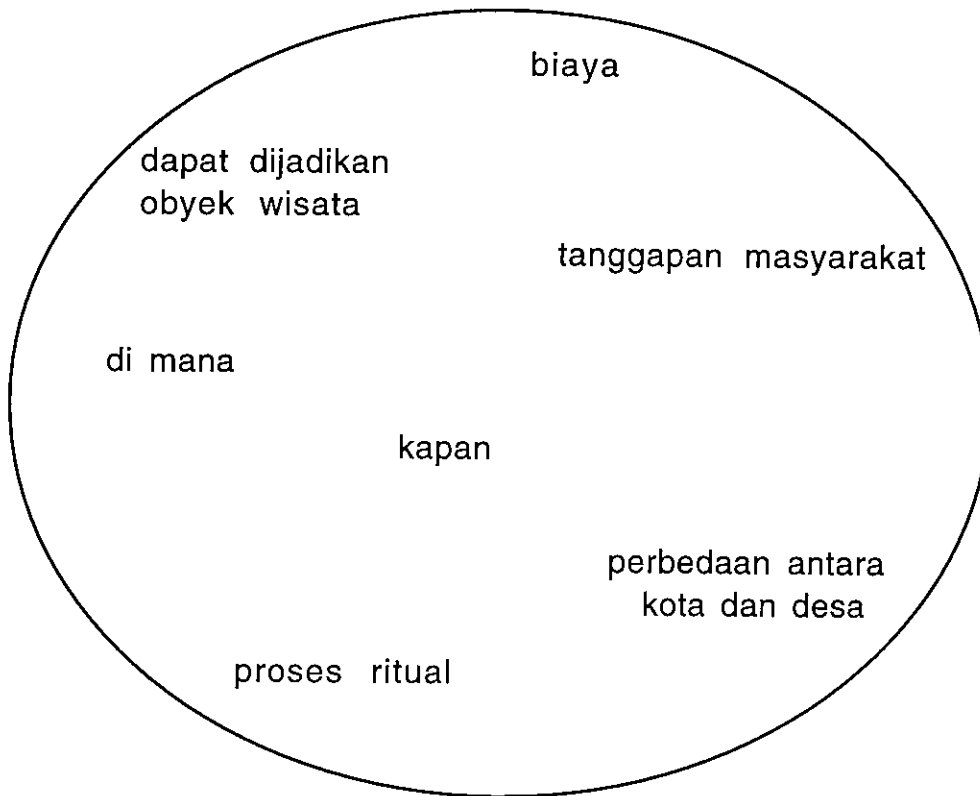 biaya
dapat dijadikan
obyek wisata
tanggapan masyarakat
di mana
kapan
perbedaan antara
kota dan desa
proses ritual